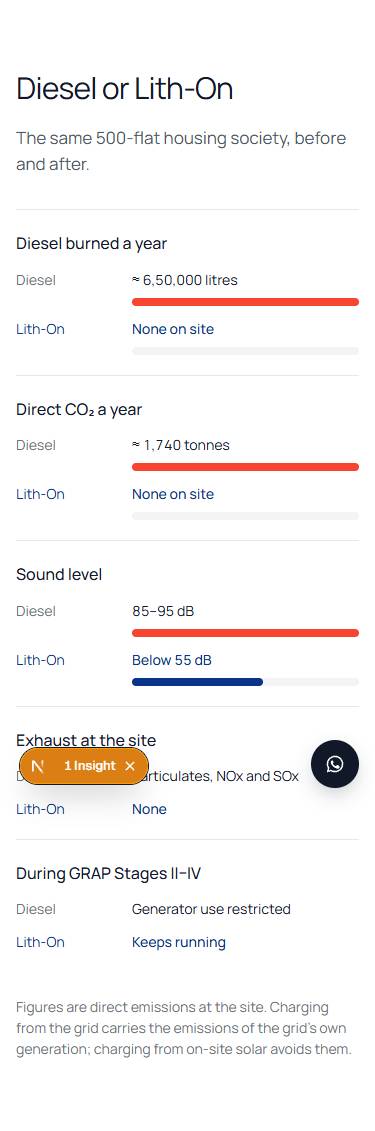 Diesel or Lith-On
The same 500-flat housing society, before
and after.
Diesel burned a year
Diesel
≈ 6,50,000 litres
Lith-On
None on site
Direct CO₂ a year
Diesel
≈ 1,740 tonnes
Lith-On
None on site
Sound level
Diesel
85–95 dB
Lith-On
Below 55 dB
Exhaust at the site
1 Insight
articulates, NOx and SOx
Lith-On
None
During GRAP Stages II–IV
Diesel
Generator use restricted
Lith-On
Keeps running
Figures are direct emissions at the site. Charging
from the grid carries the emissions of the grid's own
generation; charging from on-site solar avoids them.